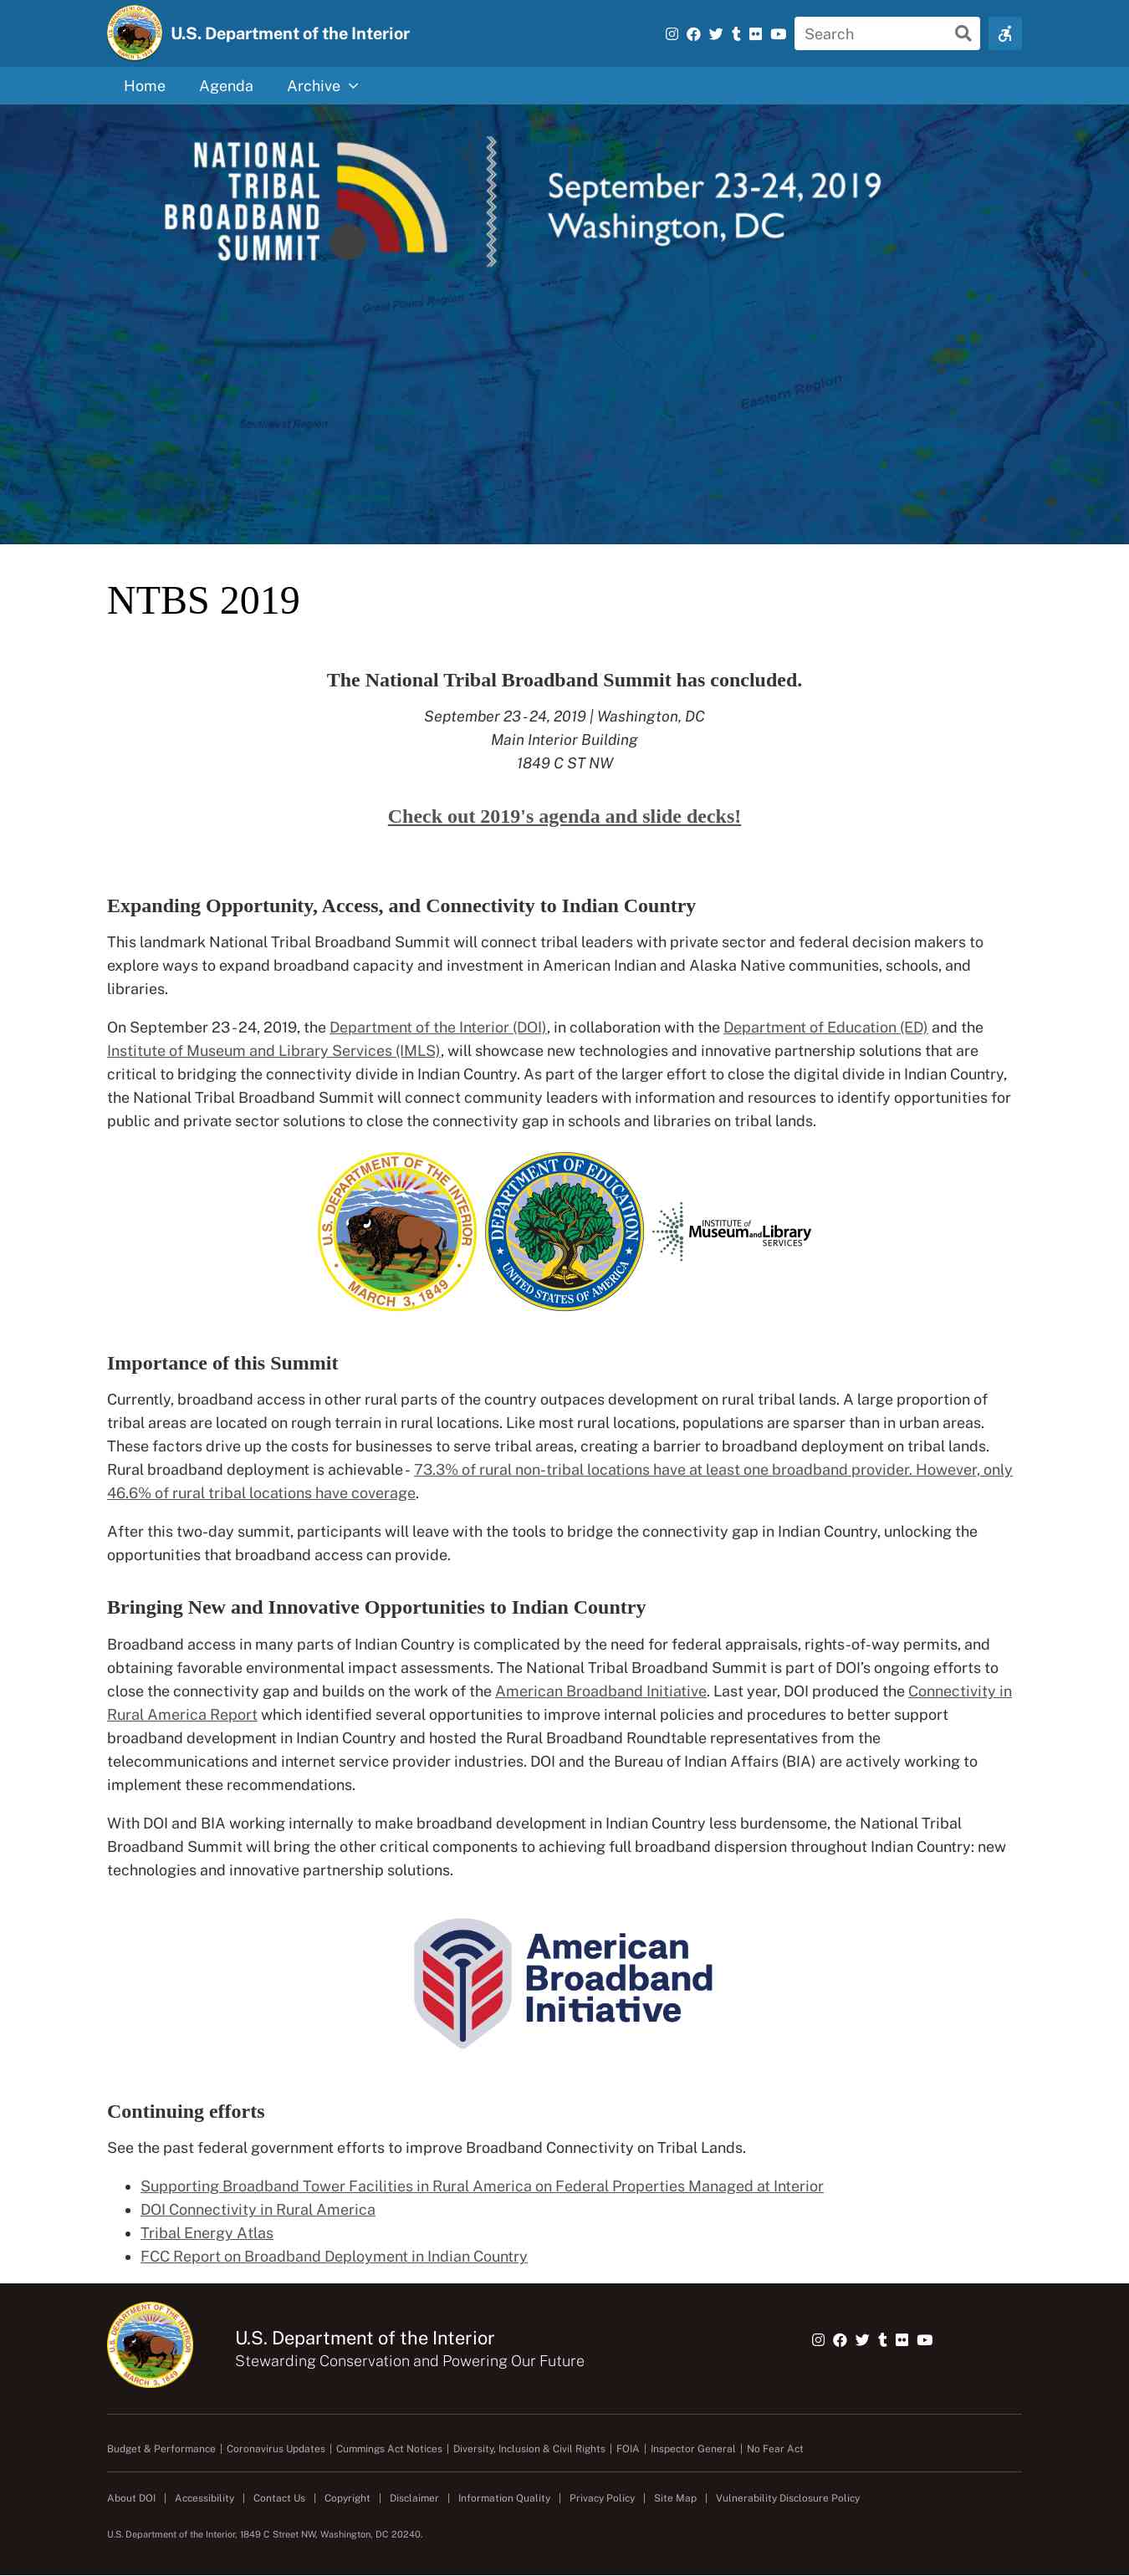 U.S. Department of the Interior
Search
Home
Agenda
Archive
NATIONAL
TRIBAL
BROADBAND
SUMMIT
September 23-24, 2019
Washington, DC
Great Plains Region
Eastern Region
NTBS 2019
The National Tribal Broadband Summit has concluded.
September 23-24, 2019 | Washington, DC
Main Interior Building
1849 C ST NW
Check out 2019's agenda and slide decks!
Expanding Opportunity, Access, and Connectivity to Indian Country
This landmark National Tribal Broadband Summit will connect tribal leaders with private sector and federal decision makers to
explore ways to expand broadband capacity and investment in American Indian and Alaska Native communities, schools, and
libraries.
On September 23-24, 2019, the Department of the Interior (DOI), in collaboration with the Department of Education (ED) and the
Institute of Museum and Library Services (IMLS), will showcase new technologies and innovative partnership solutions that are
critical to bridging the connectivity divide in Indian Country. As part of the larger effort to close the digital divide in Indian Country,
the National Tribal Broadband Summit will connect community leaders with information and resources to identify opportunities for
public and private sector solutions to close the connectivity gap in schools and libraries on tribal lands.
U.S. DEPARTMENT OF THE INTERIOR
MARCH 3, 1849
DEPARTMENT OF EDUCATION
UNITED STATES OF AMERICA
INSTITUTE of
Museum and Library
SERVICES
Importance of this Summit
Currently, broadband access in other rural parts of the country outpaces development on rural tribal lands. A large proportion of
tribal areas are located on rough terrain in rural locations. Like most rural locations, populations are sparser than in urban areas.
These factors drive up the costs for businesses to serve tribal areas, creating a barrier to broadband deployment on tribal lands.
Rural broadband deployment is achievable - 73.3% of rural non-tribal locations have at least one broadband provider. However, only
46.6% of rural tribal locations have coverage.
After this two-day summit, participants will leave with the tools to bridge the connectivity gap in Indian Country, unlocking the
opportunities that broadband access can provide.
Bringing New and Innovative Opportunities to Indian Country
Broadband access in many parts of Indian Country is complicated by the need for federal appraisals, rights-of-way permits, and
obtaining favorable environmental impact assessments. The National Tribal Broadband Summit is part of DOI's ongoing efforts to
close the connectivity gap and builds on the work of the American Broadband Initiative. Last year, DOI produced the Connectivity in
Rural America Report which identified several opportunities to improve internal policies and procedures to better support
broadband development in Indian Country and hosted the Rural Broadband Roundtable representatives from the
telecommunications and internet service provider industries. DOI and the Bureau of Indian Affairs (BIA) are actively working to
implement these recommendations.
With DOI and BIA working internally to make broadband development in Indian Country less burdensome, the National Tribal
Broadband Summit will bring the other critical components to achieving full broadband dispersion throughout Indian Country: new
technologies and innovative partnership solutions.
American
Broadband
Initiative
Continuing efforts
See the past federal government efforts to improve Broadband Connectivity on Tribal Lands.
• Supporting Broadband Tower Facilities in Rural America on Federal Properties Managed at Interior
• DOI Connectivity in Rural America
• Tribal Energy Atlas
• FCC Report on Broadband Deployment in Indian Country
U.S. DEPARTMENT OF THE INTERIOR
MARCH 3, 1849
U.S. Department of the Interior
Stewarding Conservation and Powering Our Future
Budget & Performance | Coronavirus Updates | Cummings Act Notices | Diversity, Inclusion & Civil Rights | FOIA | Inspector General | No Fear Act
About DOI | Accessibility | Contact Us | Copyright | Disclaimer | Information Quality | Privacy Policy | Site Map | Vulnerability Disclosure Policy
U.S. Department of the Interior, 1849 C Street NW, Washington, DC 20240.